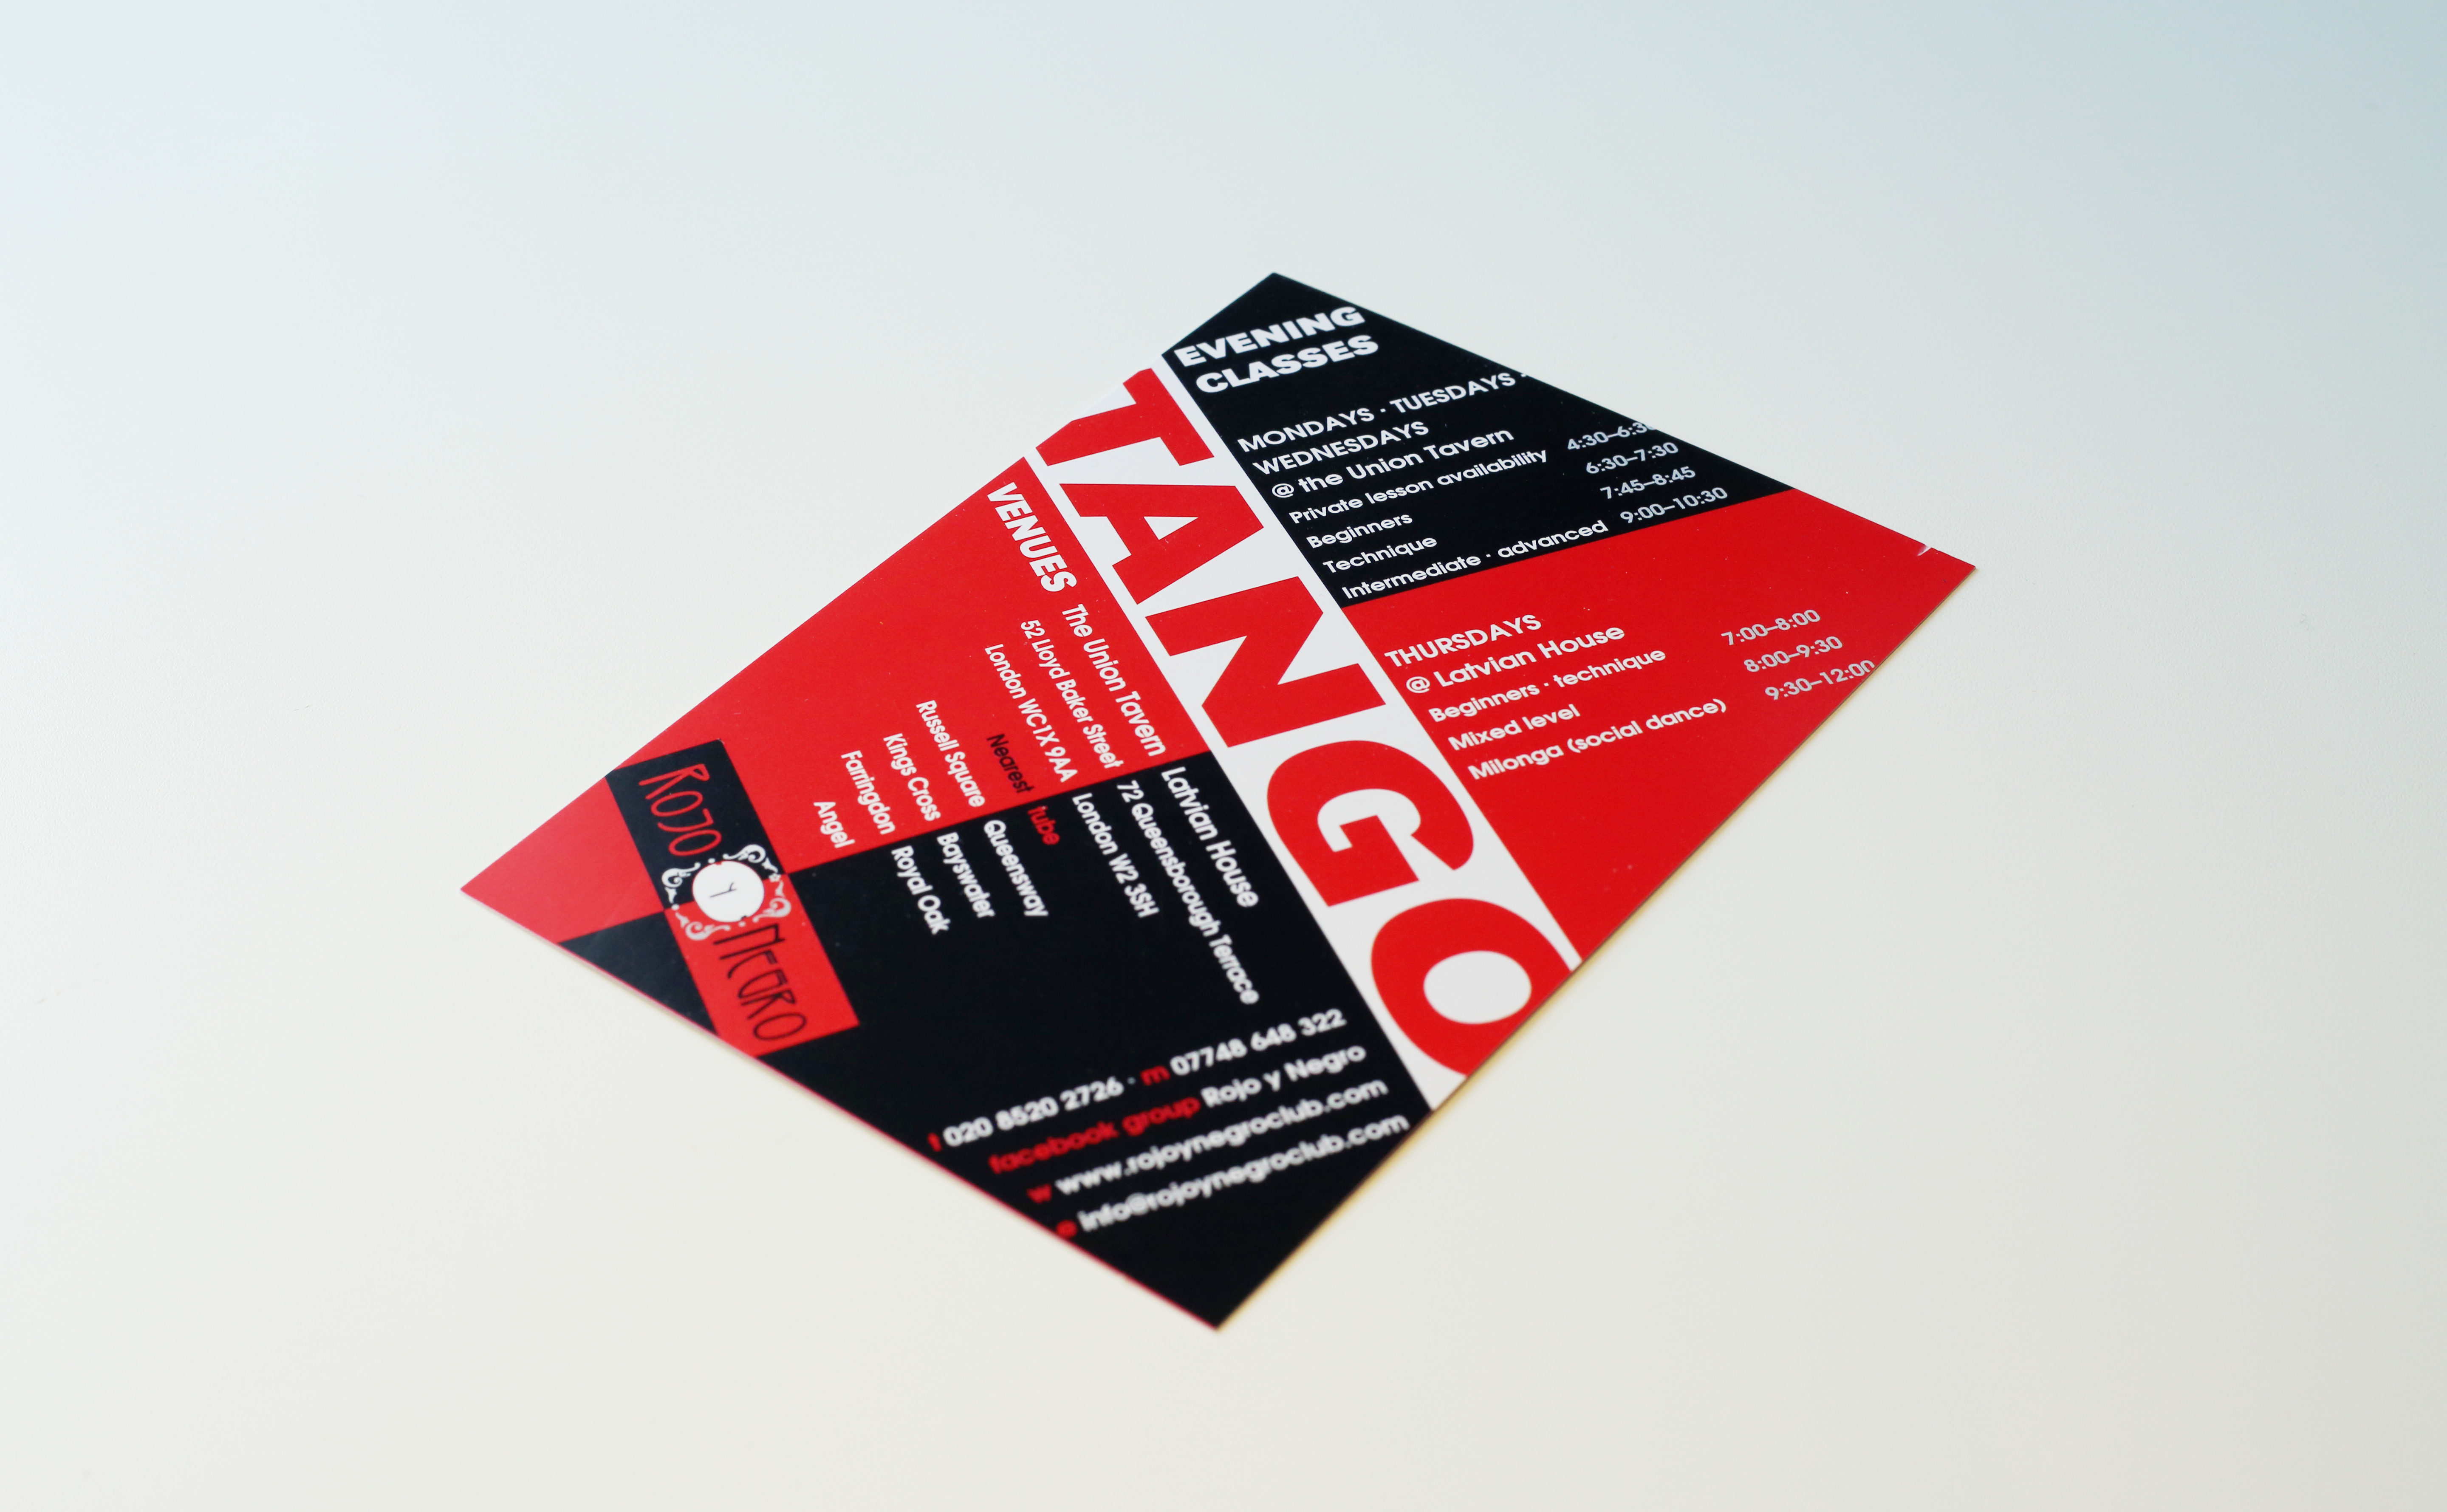 EVENING
CLASSES
MONDAYS · TUESDAYS ·
WEDNESDAYS
@ the Union Tavern
Private lesson availability 4:30–6:30
Beginners 6:30–7:30
Technique 7:45–8:45
Intermediate · advanced 9:00–10:30
THURSDAYS
@ Latvian House
Beginners · technique 7:00–8:00
Mixed level 8:00–9:30
Milonga (social dance) 9:30–12:00
TANGO
VENUES
The Union Tavern
52 Lloyd Baker Street
London WC1X 9AA
Nearest tube
Russell Square
Kings Cross
Farringdon
Angel
Latvian House
72 Queensborough Terrace
London W2 3SH
Queensway
Bayswater
Royal Oak
ROJO
Y
NEGRO
t 020 8520 2726 · m 07748 648 322
facebook group Rojo y Negro
w www.rojoynegroclub.com
e info@rojoynegroclub.com